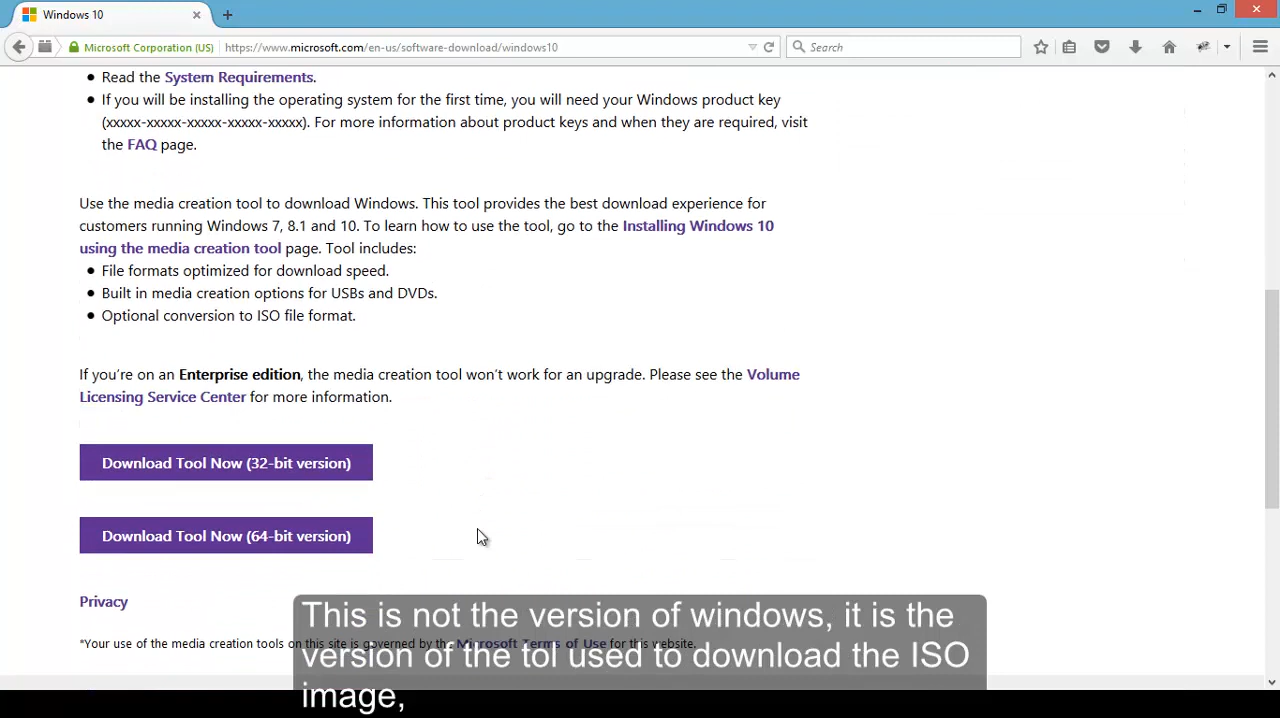 Windows 10
Microsoft Corporation (US) https://www.microsoft.com/en-us/software-download/windows10 Search
Read the System Requirements.
If you will be installing the operating system for the first time, you will need your Windows product key
(xxxxx-xxxxx-xxxxx-xxxxx-xxxxx). For more information about product keys and when they are required, visit
the FAQ page.
Use the media creation tool to download Windows. This tool provides the best download experience for
customers running Windows 7, 8.1 and 10. To learn how to use the tool, go to the Installing Windows 10
using the media creation tool page. Tool includes:
File formats optimized for download speed.
Built in media creation options for USBs and DVDs.
Optional conversion to ISO file format.
If you're on an Enterprise edition, the media creation tool won't work for an upgrade. Please see the Volume
Licensing Service Center for more information.
Download Tool Now (32-bit version)
Download Tool Now (64-bit version)
Privacy
*Your use of the media creation tools on this site is governed by the Microsoft Terms of Use for this website.
This is not the version of windows, it is the
version of the tol used to download the ISO
image,